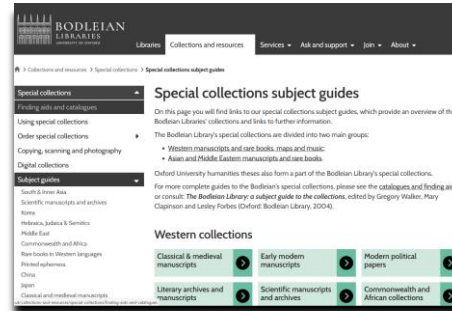 BODLEIAN
LIBRARIES
UNIVERSITY OF OXFORD
Libraries Collections and resources Services Ask and support Join About
Collections and resources > Special collections > Special collections subject guides
Special collections
Finding aids and catalogues
Using special collections
Order special collections
Copying, scanning and photography
Digital collections
Subject guides
South & Inner Asia
Scientific manuscripts and archives
Korea
Hebraica, Judaica & Semitics
Middle East
Commonwealth and Africa
Rare books in Western languages
Printed ephemera
China
Japan
Classical and medieval manuscripts
Special collections subject guides
On this page you will find links to our special collections subject guides, which provide an overview of th
Bodleian Libraries' collections and links to further information.
The Bodleian Library's special collections are divided into two main groups:
• Western manuscripts and rare books, maps and music;
• Asian and Middle Eastern manuscripts and rare books.
Oxford University humanities theses also form a part of the Bodleian Library's special collections.
For more complete guides to the Bodleian's special collections, please see the catalogues and finding aid
or consult: The Bodleian Library: a subject guide to the collections, edited by Gregory Walker, Mary
Clapinson and Lesley Forbes (Oxford: Bodleian Library, 2004).
Western collections
Classical & medieval
manuscripts
Early modern
manuscripts
Modern political
papers
Literary archives and
manuscripts
Scientific manuscripts
and archives
Commonwealth and
African collections